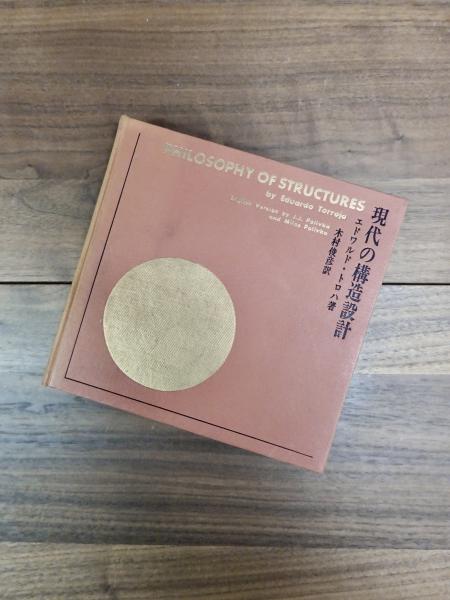 PHILOSOPHY OF STRUCTURES
by Eduardo Torroja
English Version by J.J. Polivka
and Milos Polivka
現代の構造設計
エドワルド・トロハ著
木村俊彦訳